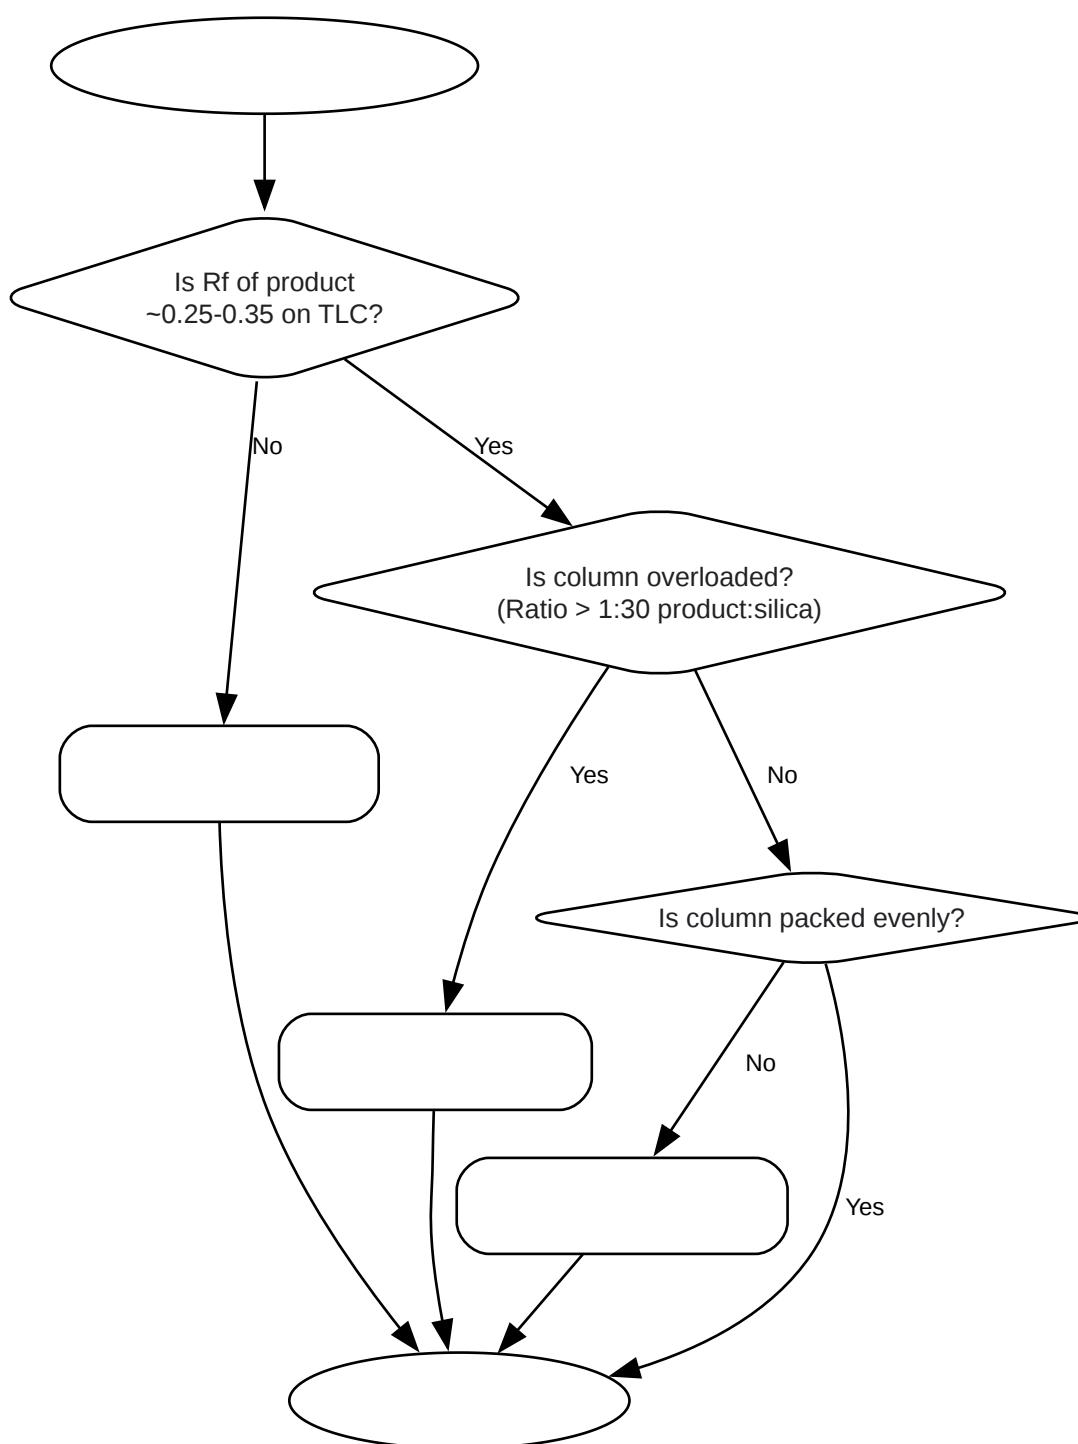 Is Rf of product
~0.25-0.35 on TLC?
No
Yes
Is column overloaded?
(Ratio > 1:30 product:silica)
Yes
No
Is column packed evenly?
No
Yes